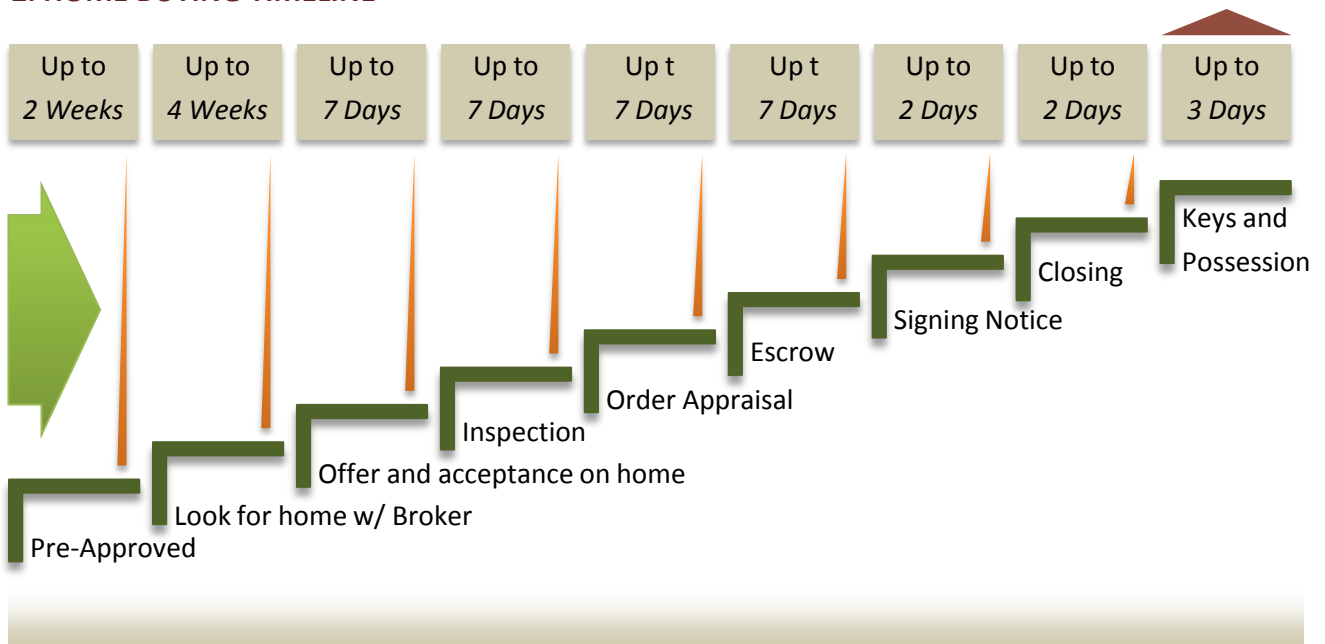 Up to
2 Weeks
Up to
4 Weeks
Up to
7 Days
Up to
7 Days
Up t
7 Days
Up t
7 Days
Up to
2 Days
Up to
2 Days
Up to
3 Days
Keys and
Possession
Closing
Signing Notice
Escrow
Order Appraisal
Inspection
Offer and acceptance on home
Look for home w/ Broker
Pre-Approved